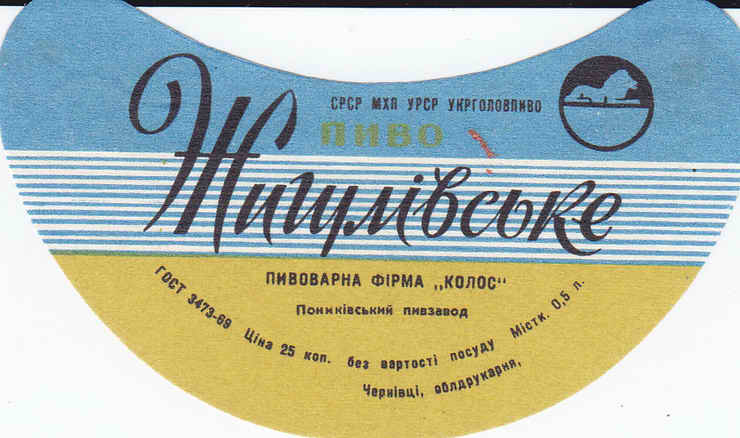 СРСР МХП УРСР УКРГОЛОВПИВО
ПИВО
Жигулівське
ПИВОВАРНА ФІРМА „КОЛОС"
Пониківський пивзавод
ГОСТ 3473-69 Ціна 25 коп. без вартості посуду Містк. 0,5 л.
Чернівці, облдрукарня,